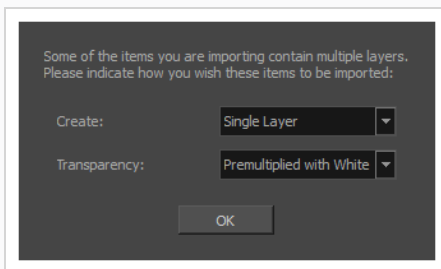 Some of the items you are importing contain multiple layers.
Please indicate how you wish these items to be imported:
Create: Single Layer
Transparency: Premultiplied with White
OK